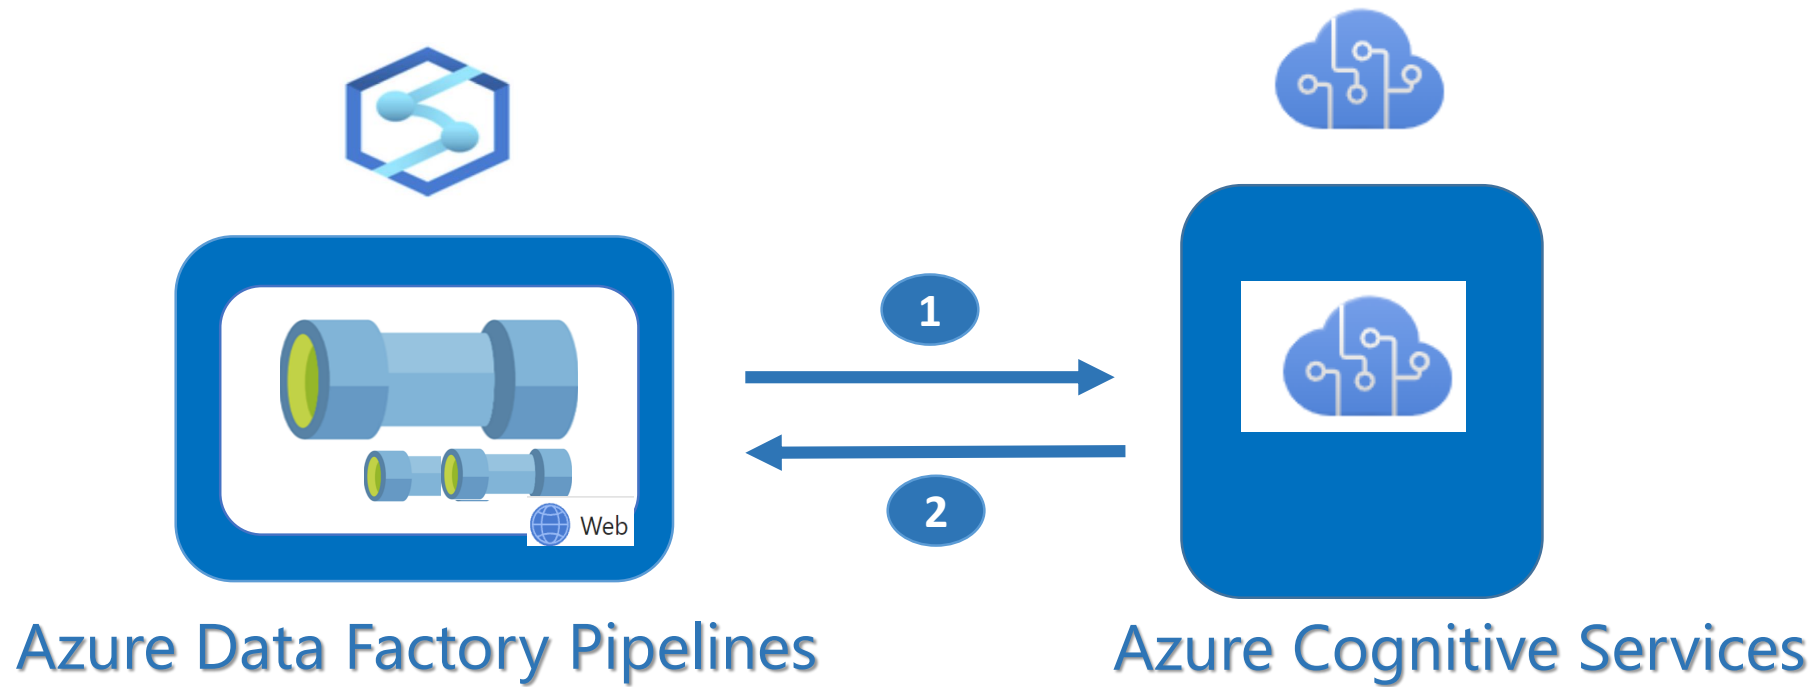 1
2
Web
Azure Data Factory Pipelines
Azure Cognitive Services